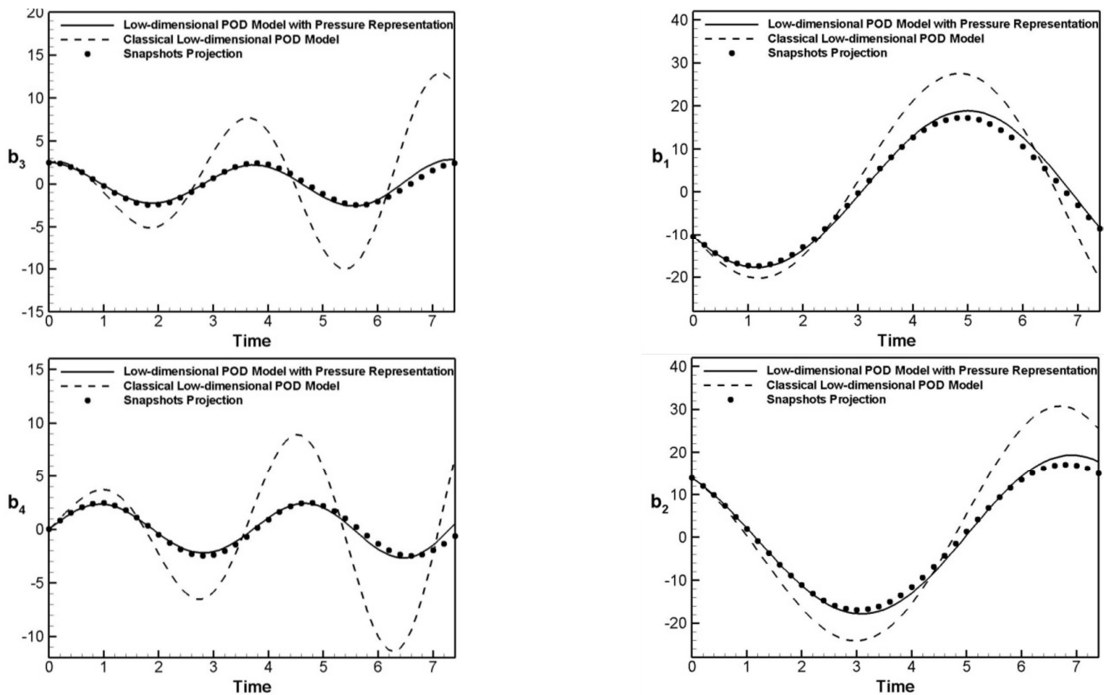 20
15
10
5
0
-5
-10
-15
b3
Low-dimensional POD Model with Pressure Representation
Classical Low-dimensional POD Model
Snapshots Projection
0 1 2 3 4 5 6 7
Time
40
30
20
10
0
-10
-20
b1
Low-dimensional POD Model with Pressure Representation
Classical Low-dimensional POD Model
Snapshots Projection
0 1 2 3 4 5 6 7
Time
15
10
5
0
-5
-10
b4
Low-dimensional POD Model with Pressure Representation
Classical Low-dimensional POD Model
Snapshots Projection
0 1 2 3 4 5 6 7
Time
40
30
20
10
0
-10
-20
b2
Low-dimensional POD Model with Pressure Representation
Classical Low-dimensional POD Model
Snapshots Projection
0 1 2 3 4 5 6 7
Time